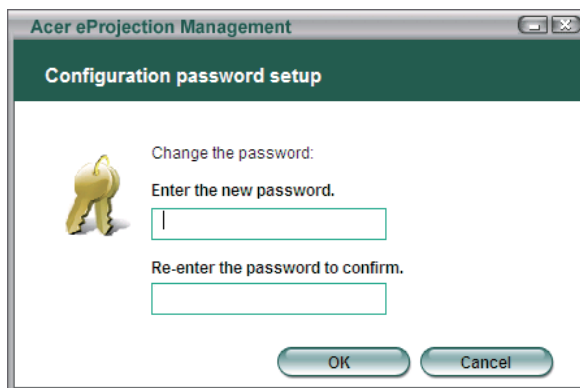 Acer eProjection Management
Configuration password setup
Change the password:
Enter the new password.
Re-enter the password to confirm.
OK
Cancel